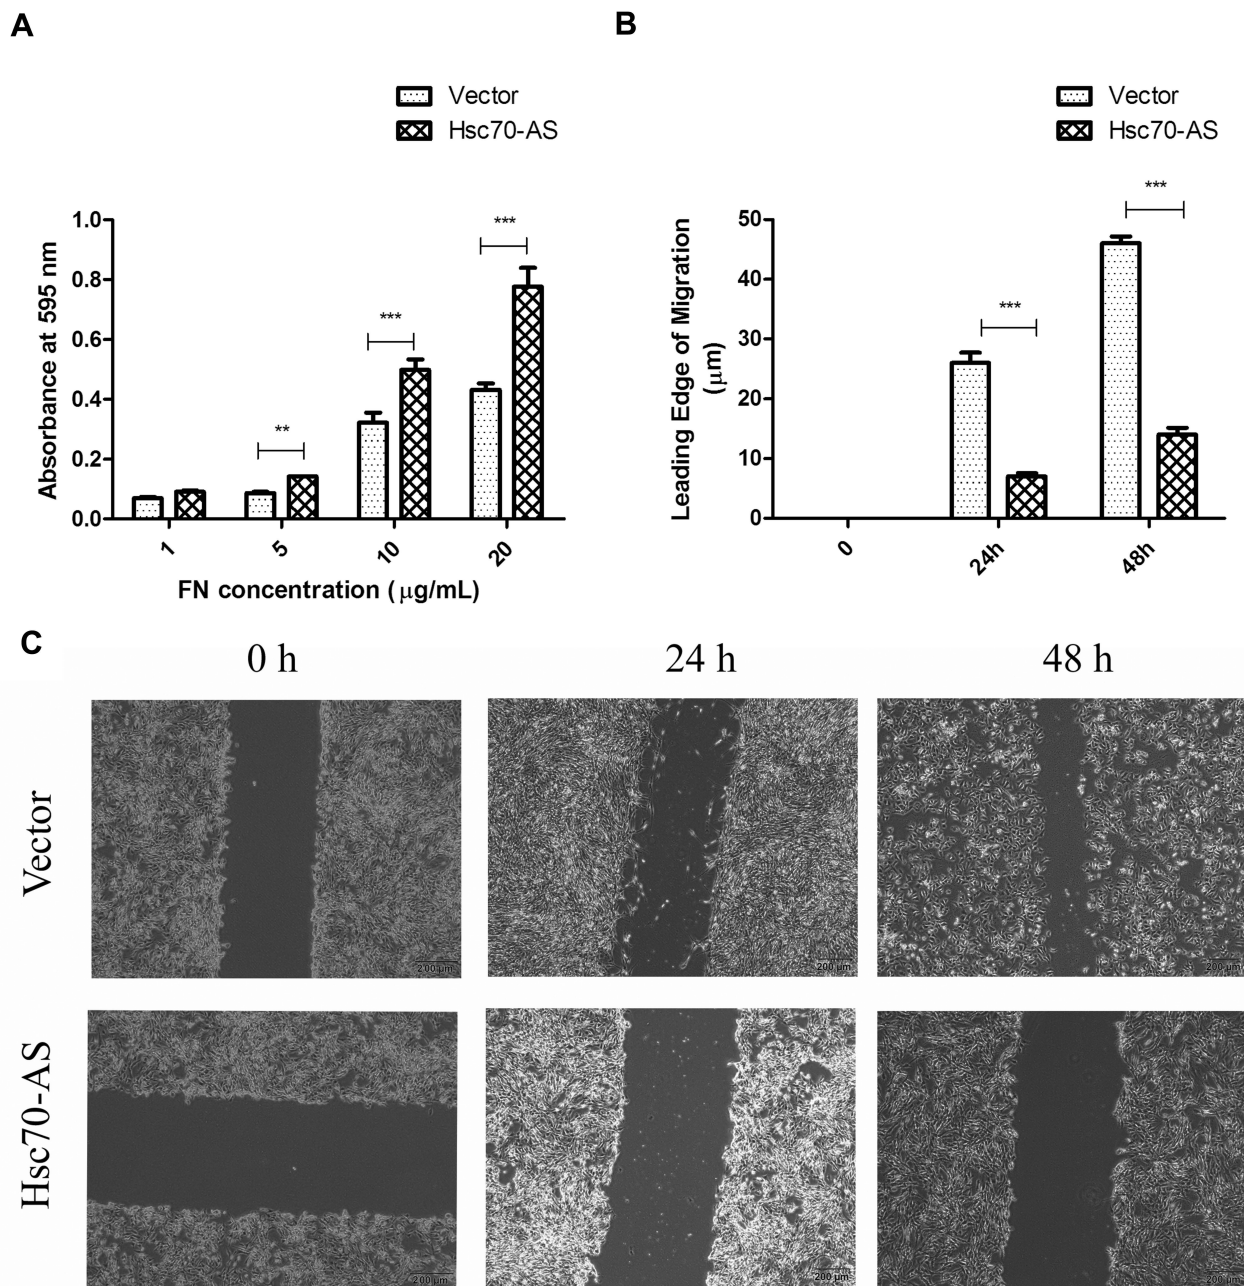 A
Vector
Hsc70-AS
***
***
**
1.0
0.8
0.6
0.4
0.2
0.0
Absorbance at 595 nm
1
5
10
20
FN concentration (μg/mL)
B
Vector
Hsc70-AS
***
***
50
40
30
20
10
0
Leading Edge of Migration
(μm)
0
24h
48h
C
0 h
24 h
48 h
Vector
200 μm
200 μm
200 μm
Hsc70-AS
200 μm
200 μm
200 μm